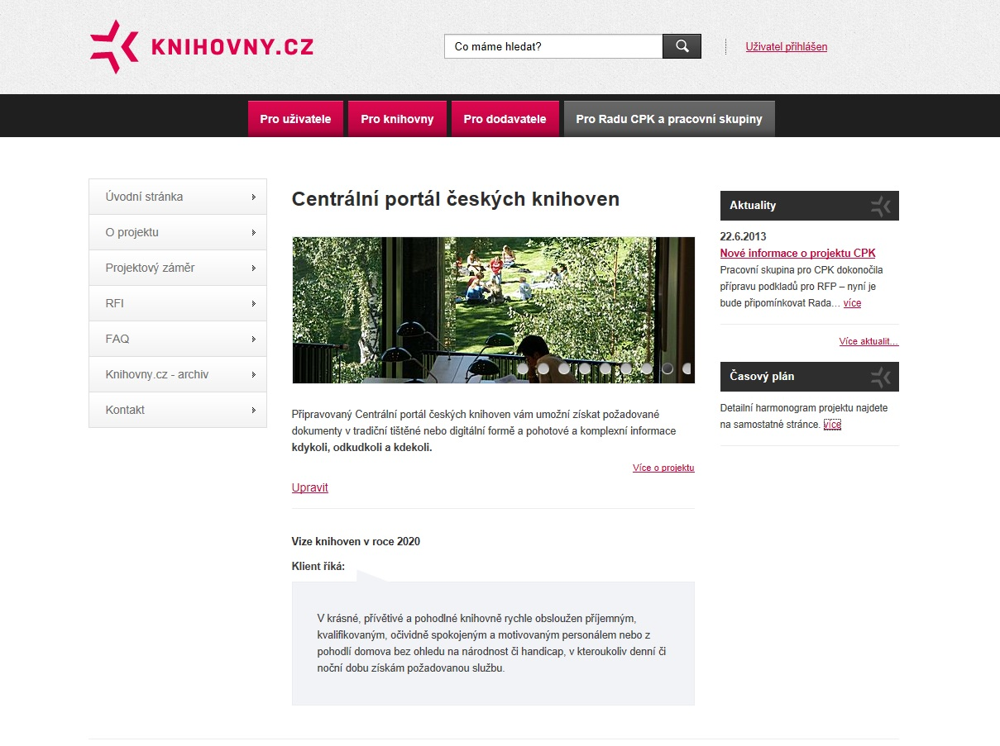 KNIHOVNY.CZ
Co máme hledat?
Uživatel přihlášen
Pro uživatele
Pro knihovny
Pro dodavatele
Pro Radu CPK a pracovní skupiny
Úvodní stránka
O projektu
Projektový záměr
RFI
FAQ
Knihovny.cz - archiv
Kontakt
Centrální portál českých knihoven
Připravovaný Centrální portál českých knihoven vám umožní získat požadované
dokumenty v tradiční tištěné nebo digitální formě a pohotové a komplexní informace
kdykoli, odkudkoli a kdekoli.
Více o projektu
Upravit
Vize knihoven v roce 2020
Klient říká:
V krásné, přívětivé a pohodlné knihovně rychle obsloužen příjemným,
kvalifikovaným, očividně spokojeným a motivovaným personálem nebo z
pohodlí domova bez ohledu na národnost či handicap, v kteroukoliv denní či
noční dobu získám požadovanou službu.
Aktuality
22.6.2013
Nové informace o projektu CPK
Pracovní skupina pro CPK dokonočila
přípravu podkladů pro RFP – nyní je
bude připomínkovat Rada… více
Více aktualit…
Časový plán
Detailní harmonogram projektu najdete
na samostatné stránce. více